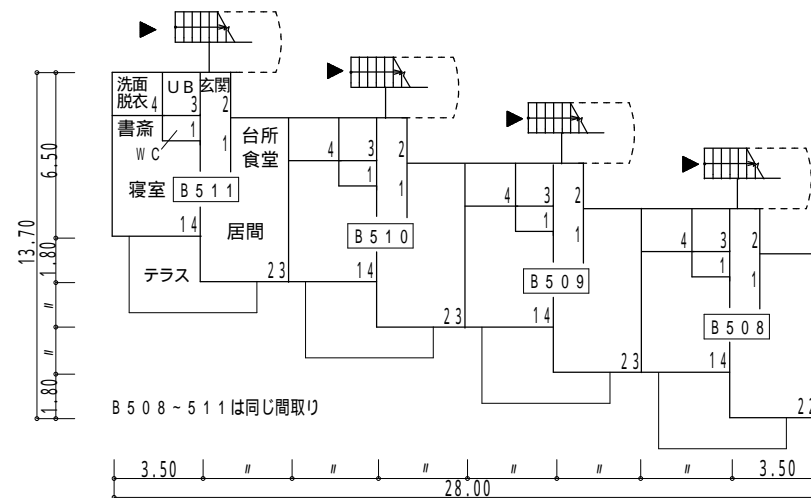 洗面
脱衣 4
UB
3
玄関
2
書斎
1
WC
1
台所
食堂
寝室
B511
居間
14
23
テラス
4
3
2
1
1
B510
14
23
4
3
2
1
1
B509
14
23
4
3
2
1
1
B508
14
22
13.70
6.50
1.80
〃
〃
1.80
B508~511は同じ間取り
3.50 〃 〃 〃 〃 〃 〃 3.50
28.00